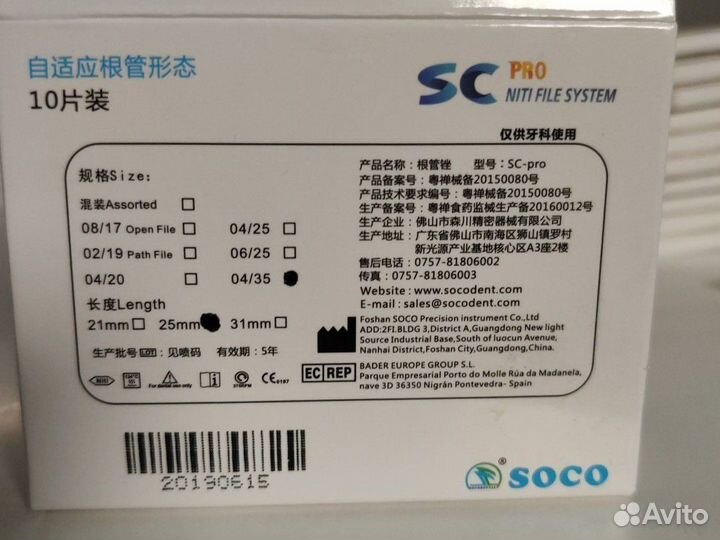 自适应根管形态
10片装
SC PRO
NITI FILE SYSTEM
仅供牙科使用
规格Size:
混装Assorted
08/17 Open File
04/25
02/19 Path File
06/25
04/20
04/35
长度Length
21mm 25mm 31mm
生产批号: LOT 见喷码 有效期: 5年
产品名称: 根管锉 型号: SC-pro
产品备案号: 粤禅械备20150080号
产品技术要求编号: 粤禅械备20150080号
生产备案号: 粤禅食药监械生产备20160012号
生产企业: 佛山市森川精密器械有限公司
生产地址: 广东省佛山市南海区狮山镇罗村
新光源产业基地核心区A3座2楼
售后电话: 0757-81806002
传真: 0757-81806003
Website: www.socodent.com
E-mail: sales@socodent.com
Foshan SOCO Precision instrument Co.,Ltd
ADD:2Fl.BLDG 3,District A,Guangdong New light
Source Industrial Base,South of luocun Avenue,
Nanhai District,Foshan City,Guangdong,China.
EC REP
BADER EUROPE GROUP S.L.
Parque Empresarial Porto do Molle Rúa da Madanela,
nave 3D 36350 Nigrán Pontevedra- Spain
For dental use only
CE 0197
20190615
® SOCO
Avito